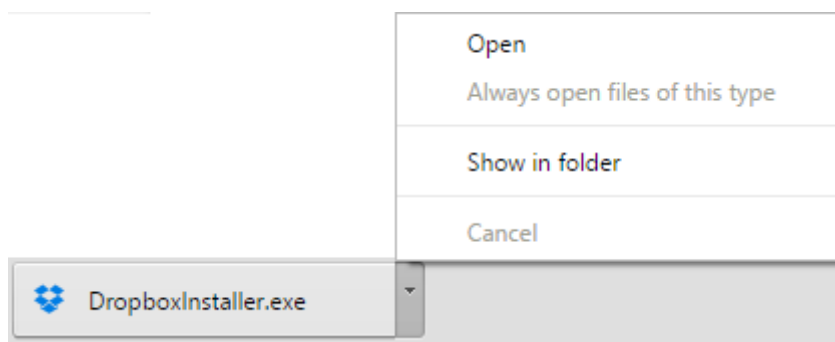 Open
Always open files of this type
Show in folder
Cancel
DropboxInstaller.exe